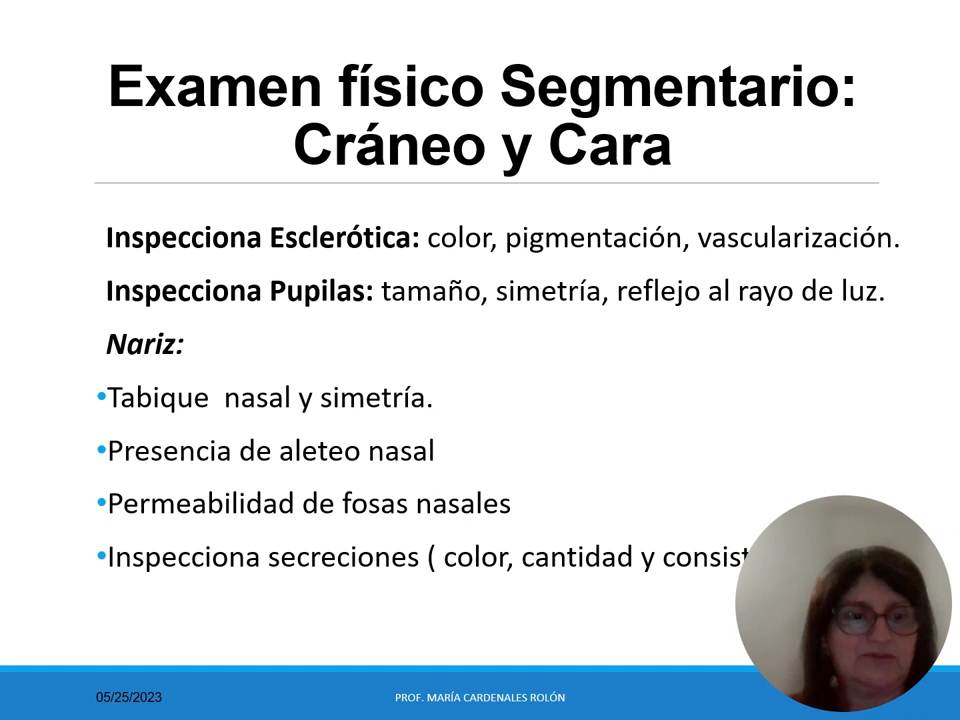 Examen físico Segmentario:
Cráneo y Cara
Inspecciona Esclerótica: color, pigmentación, vascularización.
Inspecciona Pupilas: tamaño, simetría, reflejo al rayo de luz.
Nariz:
•Tabique nasal y simetría.
•Presencia de aleteo nasal
•Permeabilidad de fosas nasales
•Inspecciona secreciones ( color, cantidad y
05/25/2023
PROF. MARÍA CARDENALES ROLÓN